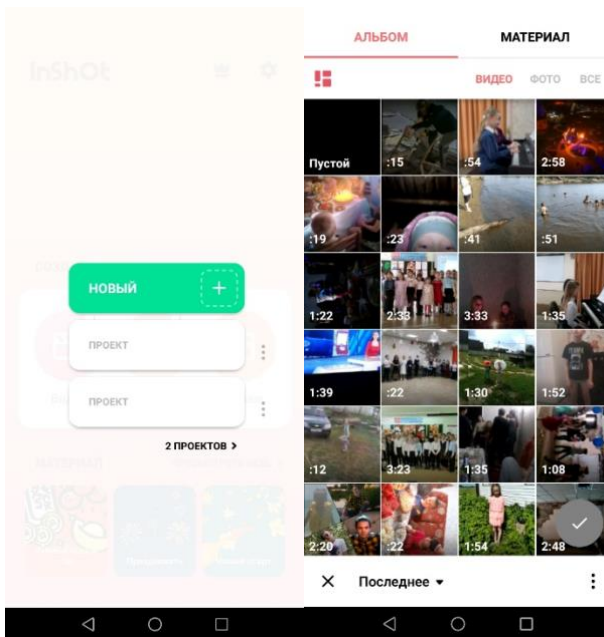 InShOt
НОВЫЙ
ПРОЕКТ
ПРОЕКТ
2 ПРОЕКТОВ >
МАТЕРИАЛ
АЛЬБОМ
МАТЕРИАЛ
ВИДЕО ФОТО ВСЕ
Пустой :15 :54 2:58
:19 :23 :41 :51
1:22 2:33 3:33 1:35
1:39 :22 1:30 1:52
:12 3:23 1:35 1:08
2:20 :22 1:54 2:48
Последнее